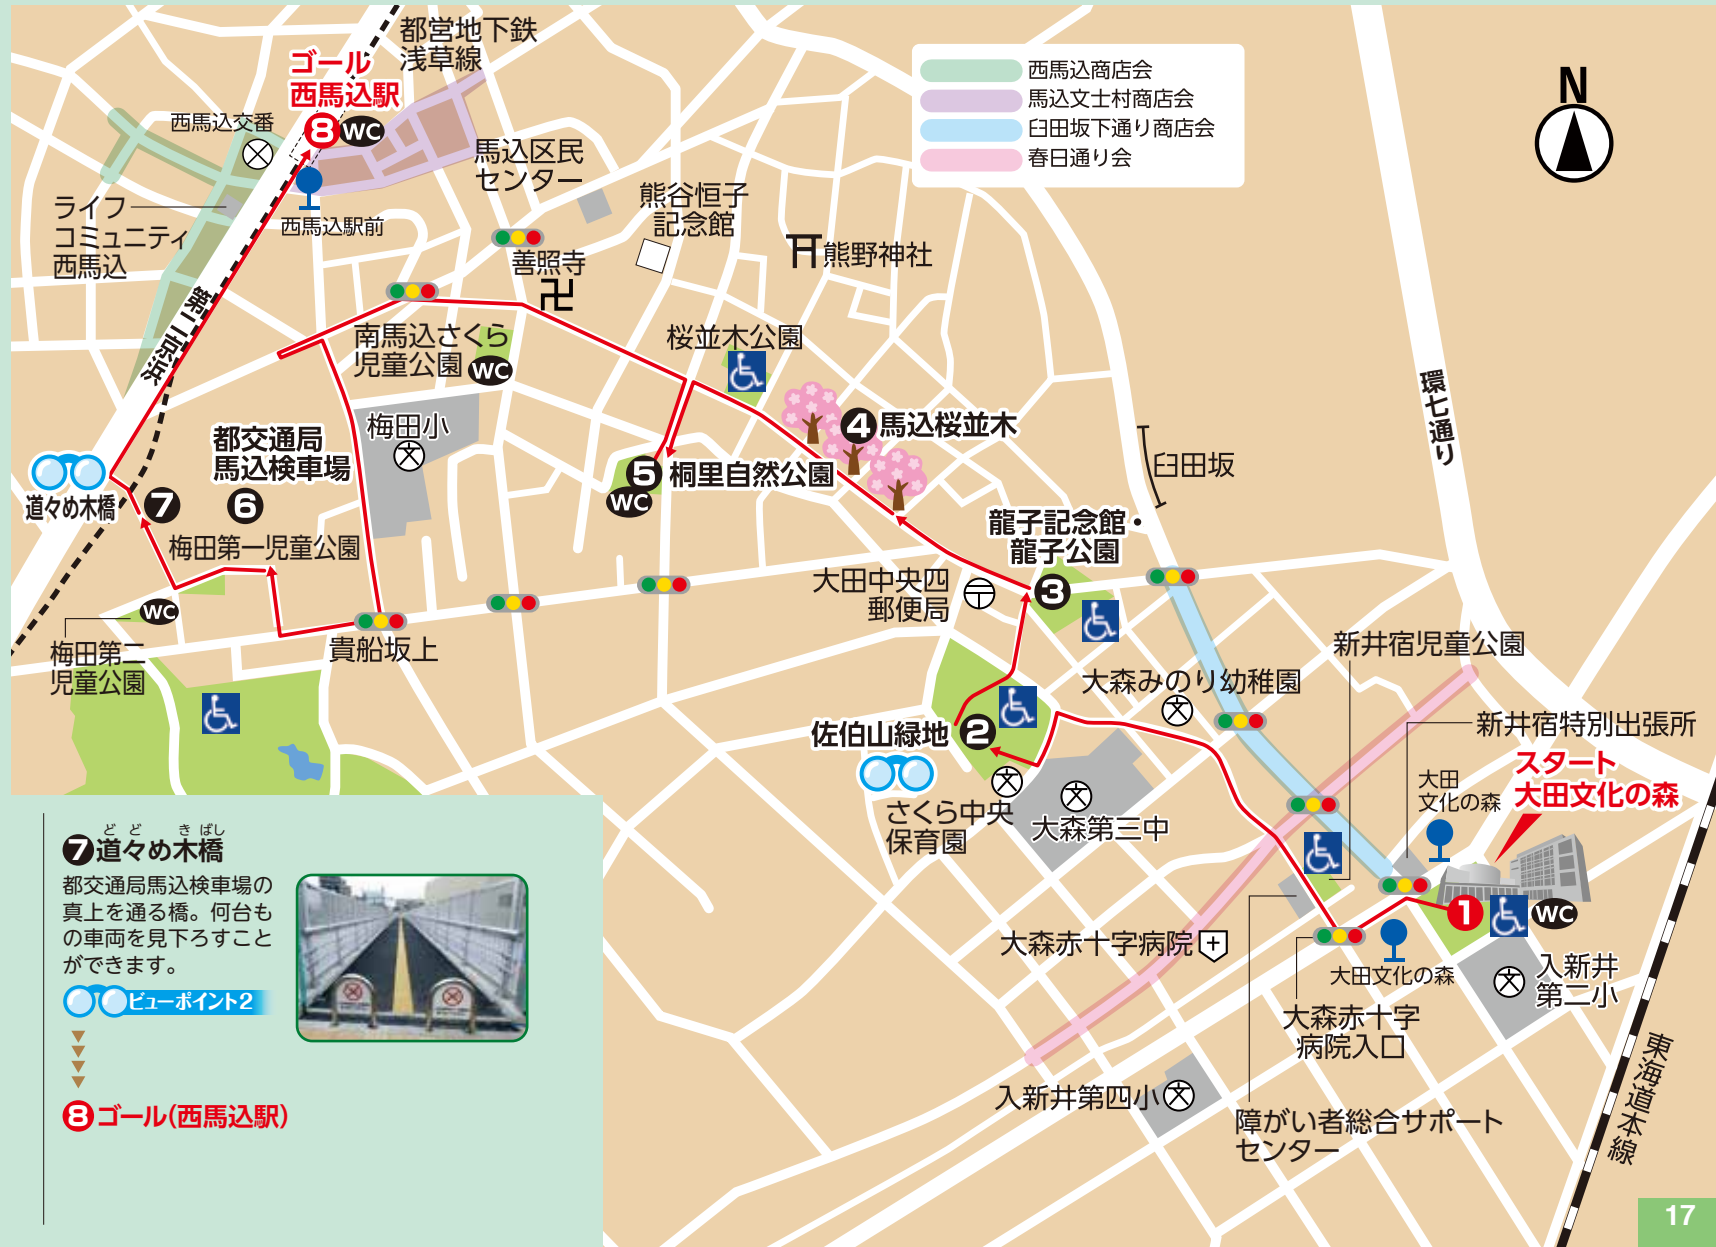 都営地下鉄
浅草線
ゴール
西馬込駅
8
WC
西馬込交番
西馬込駅前
ライフ
コミュニティ
西馬込
第二京浜
馬込区民
センター
善照寺
熊谷恒子
記念館
熊野神社
西馬込商店会
馬込文士村商店会
臼田坂下通り商店会
春日通り会
N
環七通り
南馬込さくら
児童公園
WC
桜並木公園
梅田小
文
都交通局
馬込検車場
6
道々め木橋
7
梅田第一児童公園
WC
梅田第二
児童公園
貴船坂上
5
桐里自然公園
WC
4
馬込桜並木
臼田坂
龍子記念館・
龍子公園
3
大田中央四
郵便局
佐伯山緑地
2
文
さくら中央
保育園
文
大森第三中
大森みのり幼稚園
文
新井宿児童公園
新井宿特別出張所
スタート
大田文化の森
大田
文化の森
1
WC
大森赤十字病院
大田文化の森
大森赤十字
病院入口
文
入新井
第二小
入新井第四小
文
障がい者総合サポート
センター
東海道本線
7
道々め木橋
どど きばし
都交通局馬込検車場の
真上を通る橋。何台も
の車両を見下ろすこと
ができます。
ビューポイント2
8
ゴール(西馬込駅)
17